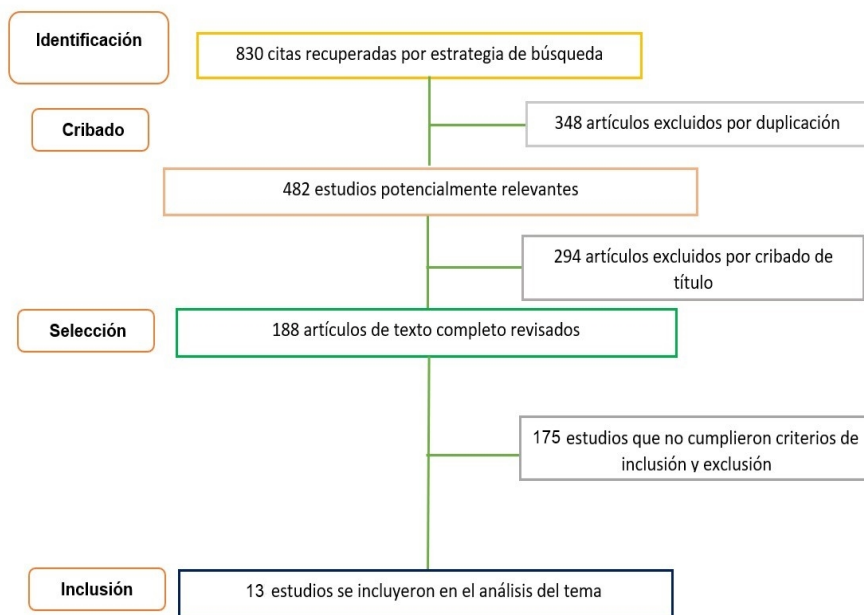 Identificación
830 citas recuperadas por estrategia de búsqueda
Cribado
348 artículos excluidos por duplicación
482 estudios potencialmente relevantes
294 artículos excluidos por cribado de
título
Selección
188 artículos de texto completo revisados
175 estudios que no cumplieron criterios de
inclusión y exclusión
Inclusión
13 estudios se incluyeron en el análisis del tema